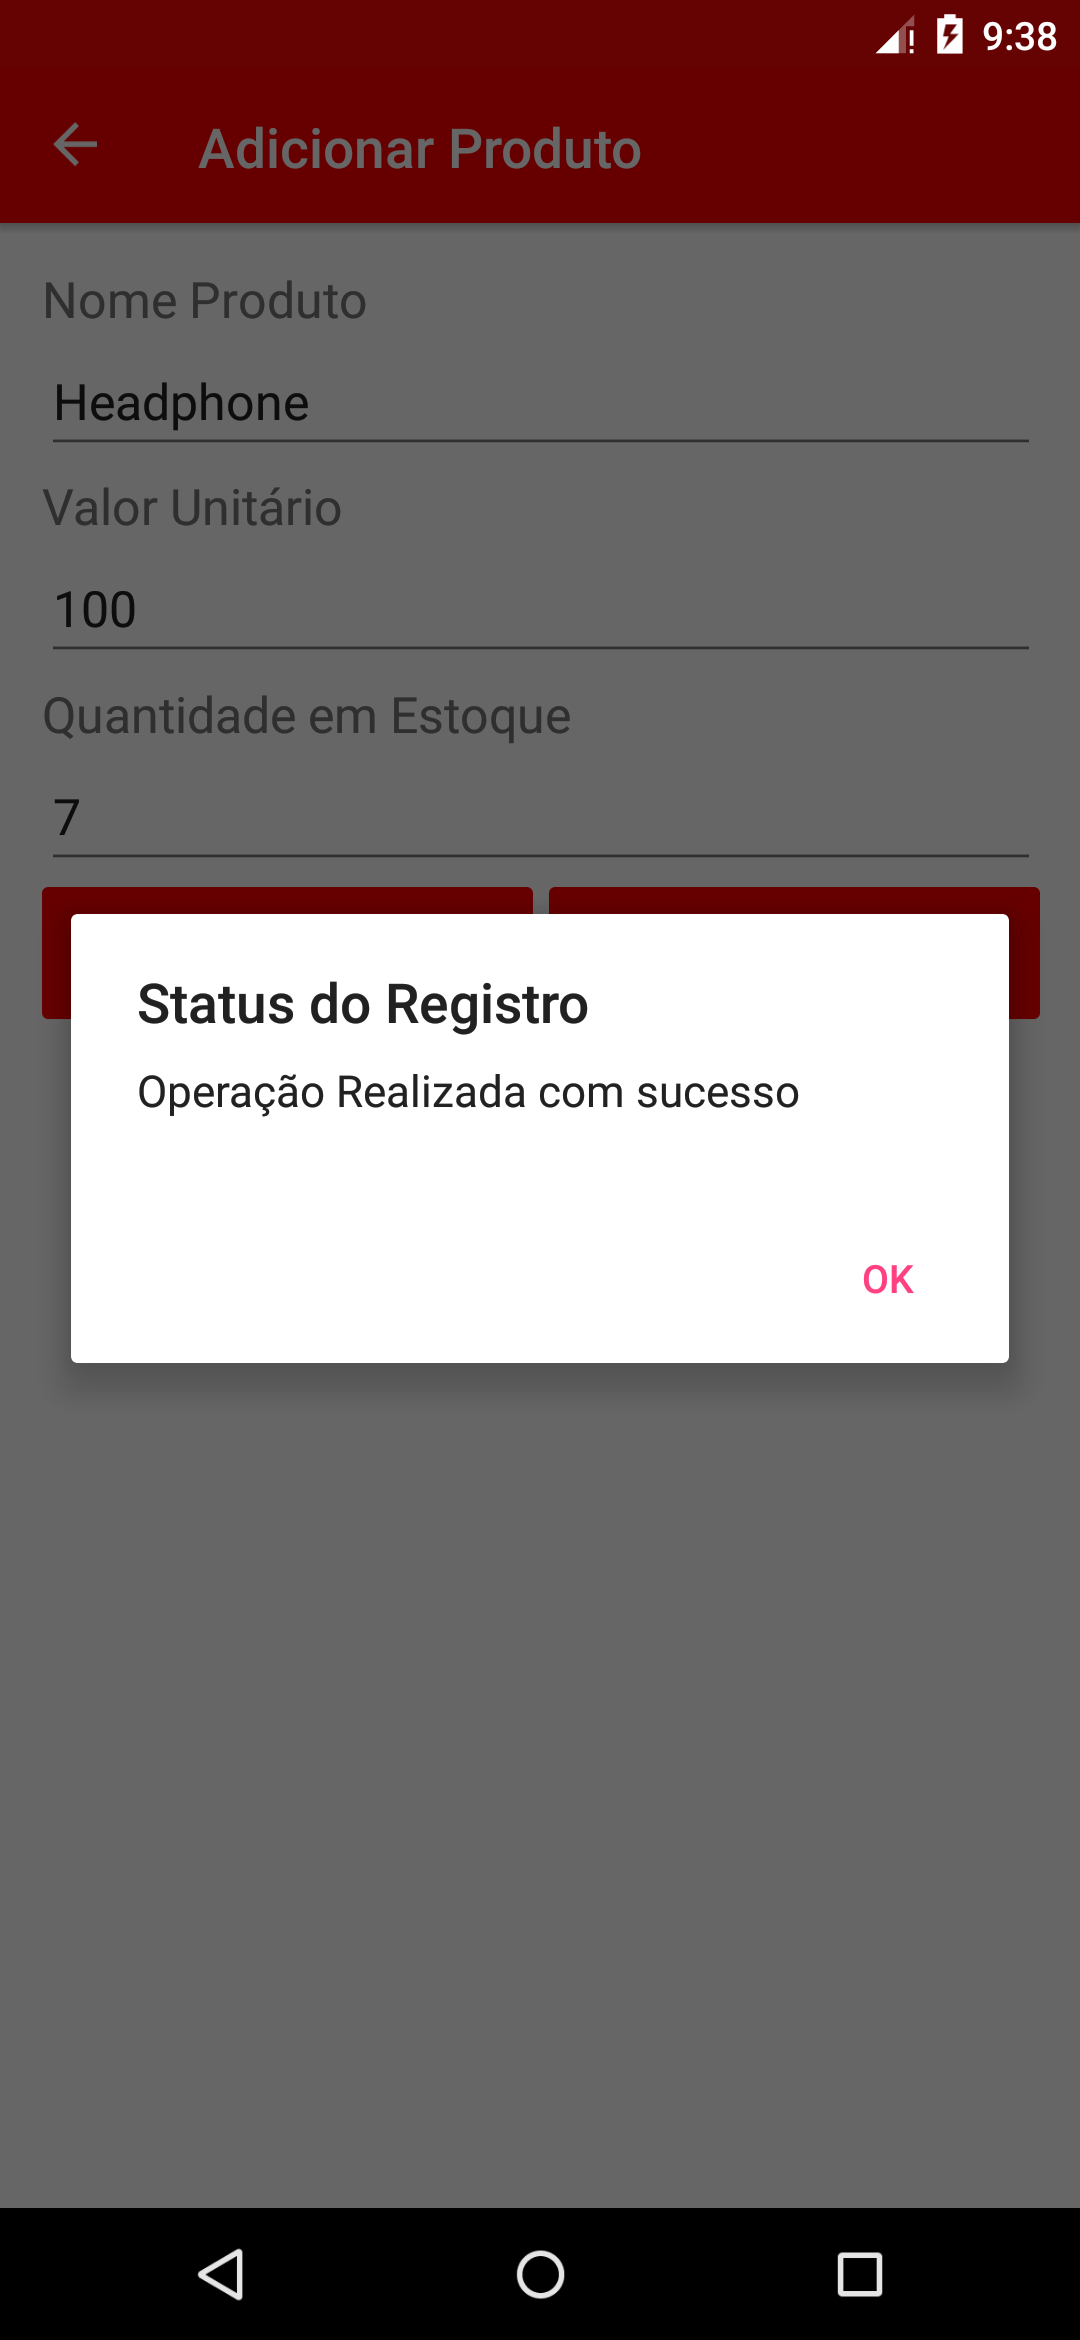 9:38
Adicionar Produto
Nome Produto
Headphone
Valor Unitário
100
Quantidade em Estoque
7
Status do Registro
Operação Realizada com sucesso
OK